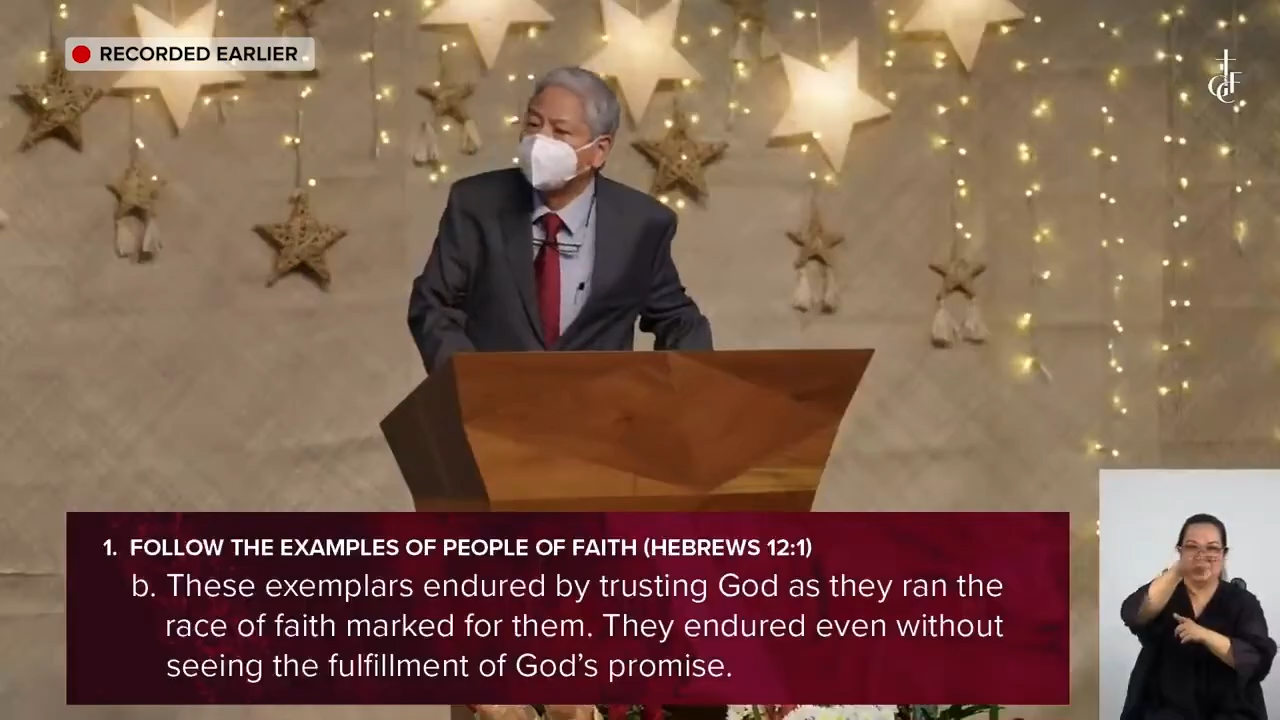 RECORDED EARLIER
1. FOLLOW THE EXAMPLES OF PEOPLE OF FAITH (HEBREWS 12:1)
b. These exemplars endured by trusting God as they ran the
race of faith marked for them. They endured even without
seeing the fulfillment of God's promise.